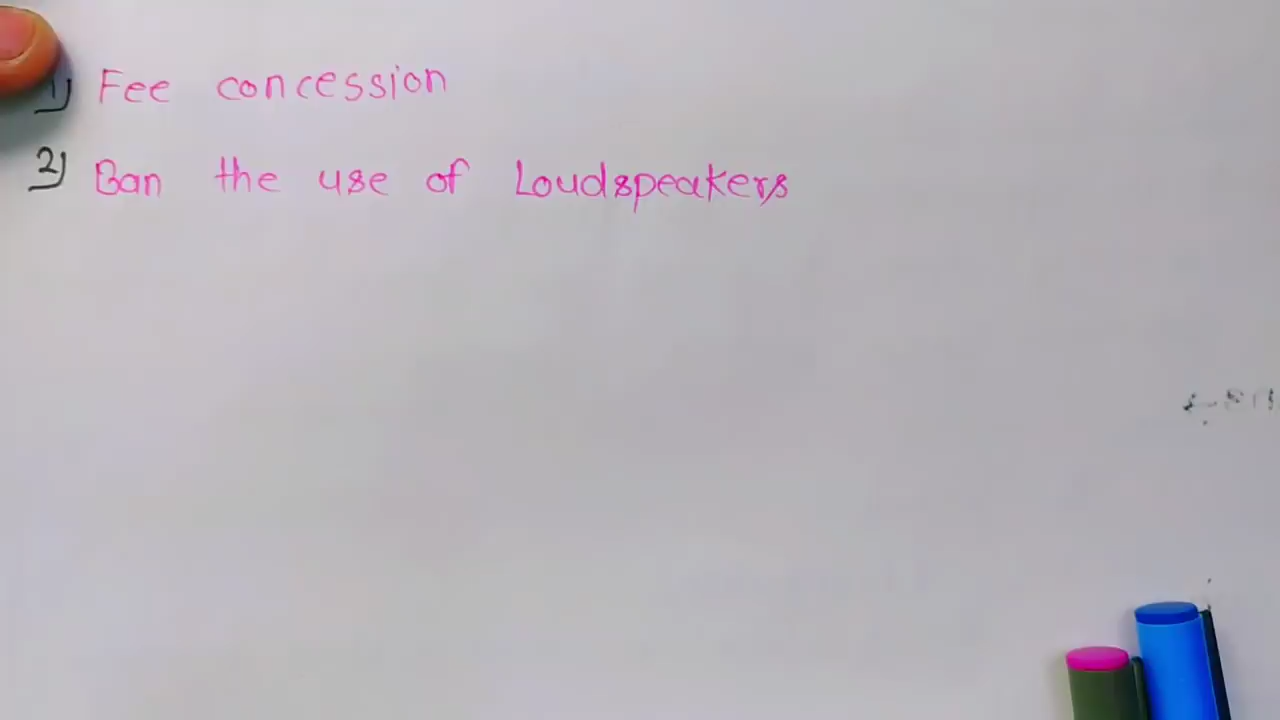 1) Fee concession
2) Ban the use of Loudspeakers